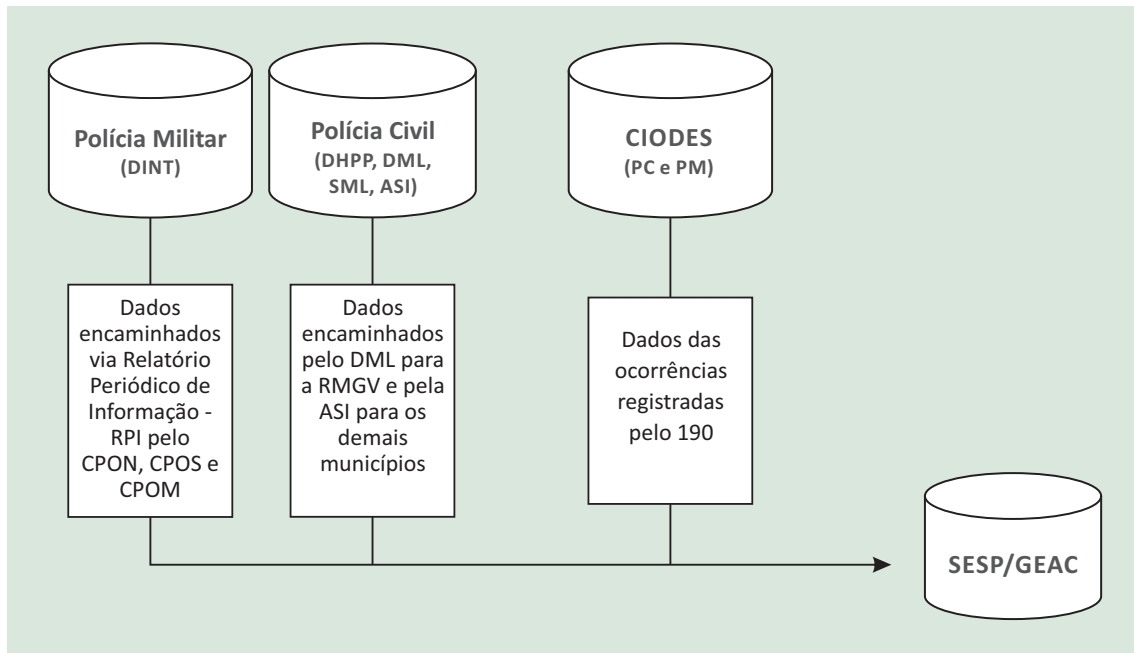 Polícia Militar
(DINT)
Polícia Civil
(DHPP, DML,
SML, ASI)
CIODES
(PC e PM)
Dados
encaminhados
via Relatório
Periódico de
Informação -
RPI pelo
CPON, CPOS e
CPOM
Dados
encaminhados
pelo DML para
a RMGV e pela
ASI para os
demais
municípios
Dados das
ocorrências
registradas
pelo 190
SESP/GEAC